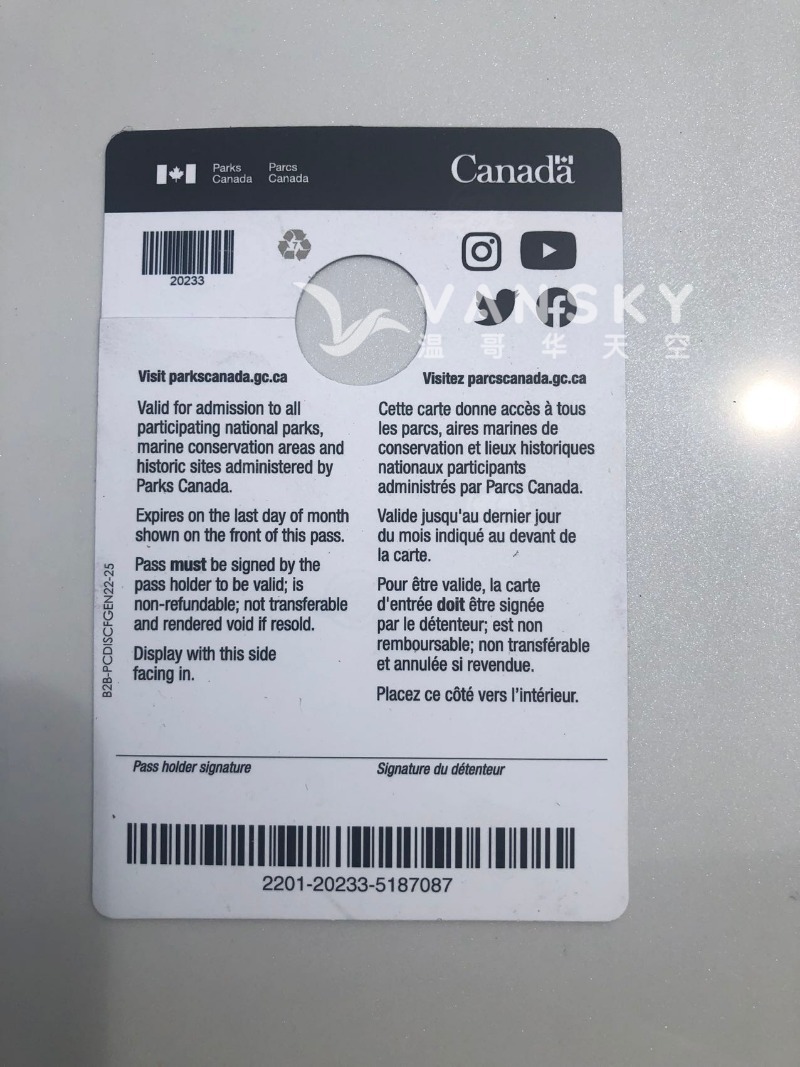 Parks
Canada
Parcs
Canada
Canada
20233
VANSKY
温哥华天空
Visit parkscanada.gc.ca
Valid for admission to all
participating national parks,
marine conservation areas and
historic sites administered by
Parks Canada.
Expires on the last day of month
shown on the front of this pass.
Pass must be signed by the
pass holder to be valid; is
non-refundable; not transferable
and rendered void if resold.
Display with this side
facing in.
Visitez parcscanada.gc.ca
Cette carte donne accès à tous
les parcs, aires marines de
conservation et lieux historiques
nationaux participants
administrés par Parcs Canada.
Valide jusqu'au dernier jour
du mois indiqué au devant de
la carte.
Pour être valide, la carte
d'entrée doit être signée
par le détenteur; est non
remboursable; non transférable
et annulée si revendue.
Placez ce côté vers l'intérieur.
B2B-PCDISCFGEN22-25
Pass holder signature
Signature du détenteur
2201-20233-5187087